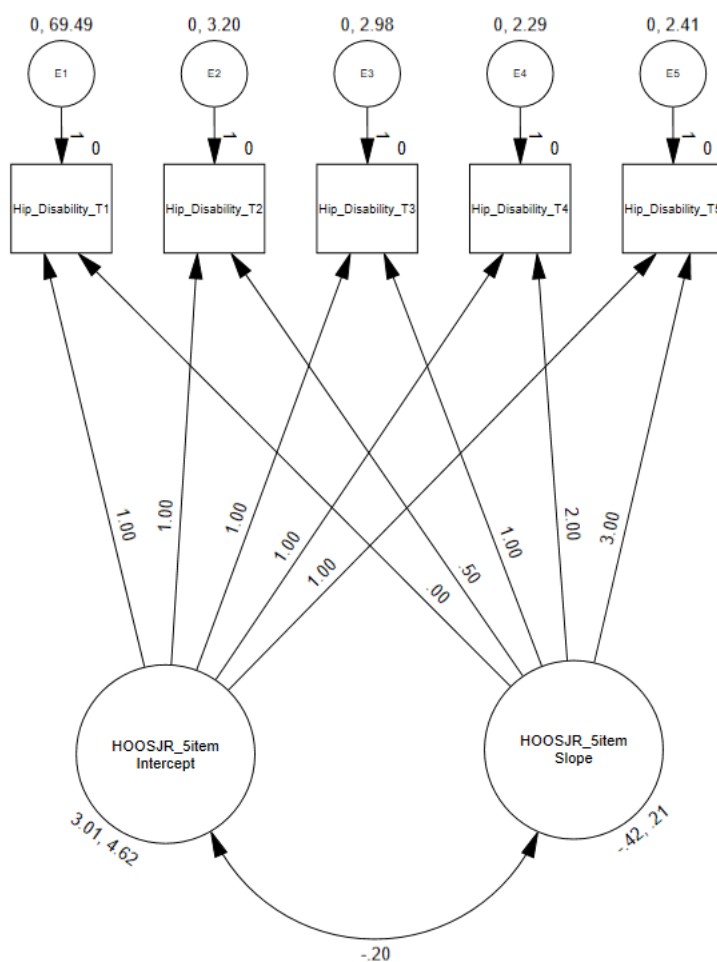 0, 69.49
0, 3.20
0, 2.98
0, 2.29
0, 2.41
E1
E2
E3
E4
E5
1
0
1
0
1
0
1
0
1
0
Hip_Disability_T1
Hip_Disability_T2
Hip_Disability_T3
Hip_Disability_T4
Hip_Disability_T5
1.00
1.00
1.00
1.00
1.00
.00
.50
1.00
2.00
3.00
HOOSJR_5item
Intercept
HOOSJR_5item
Slope
3.01, 4.62
-.42, .21
-.20